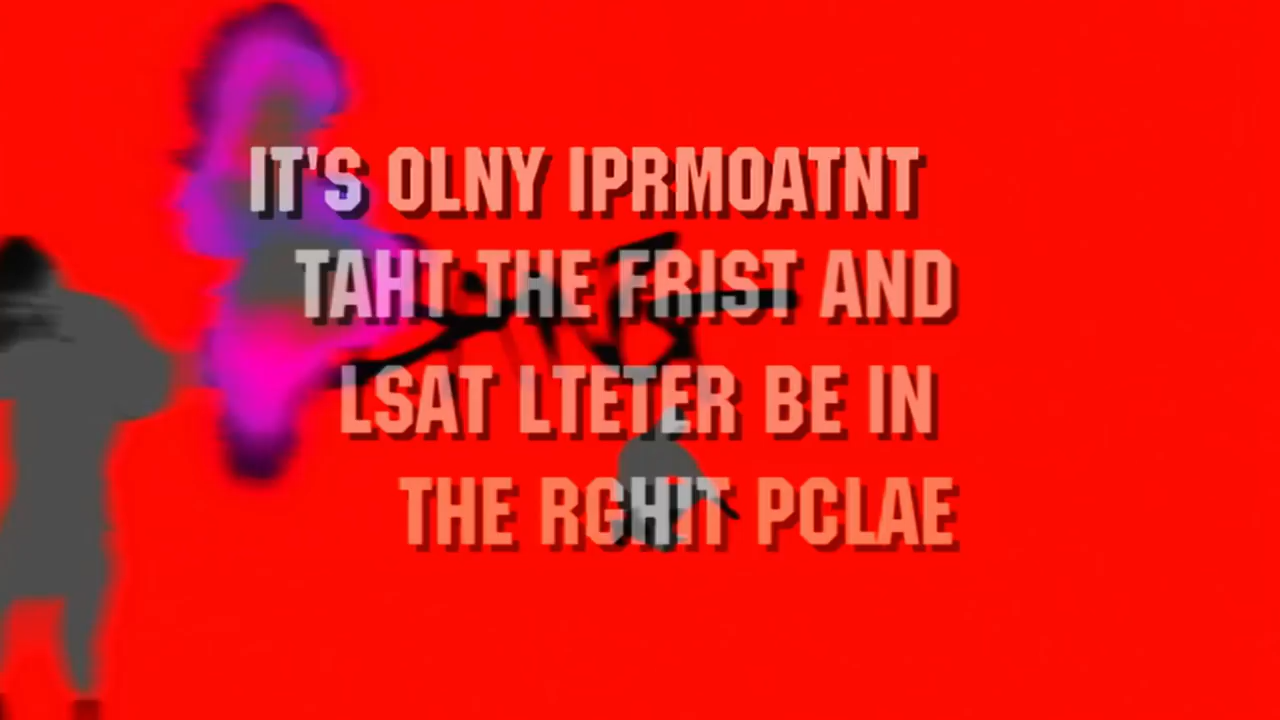 IT'S OLNY IPRMOATNT
TAHT THE FRIST AND
LSAT LTETER BE IN
THE RGHIT PCLAE